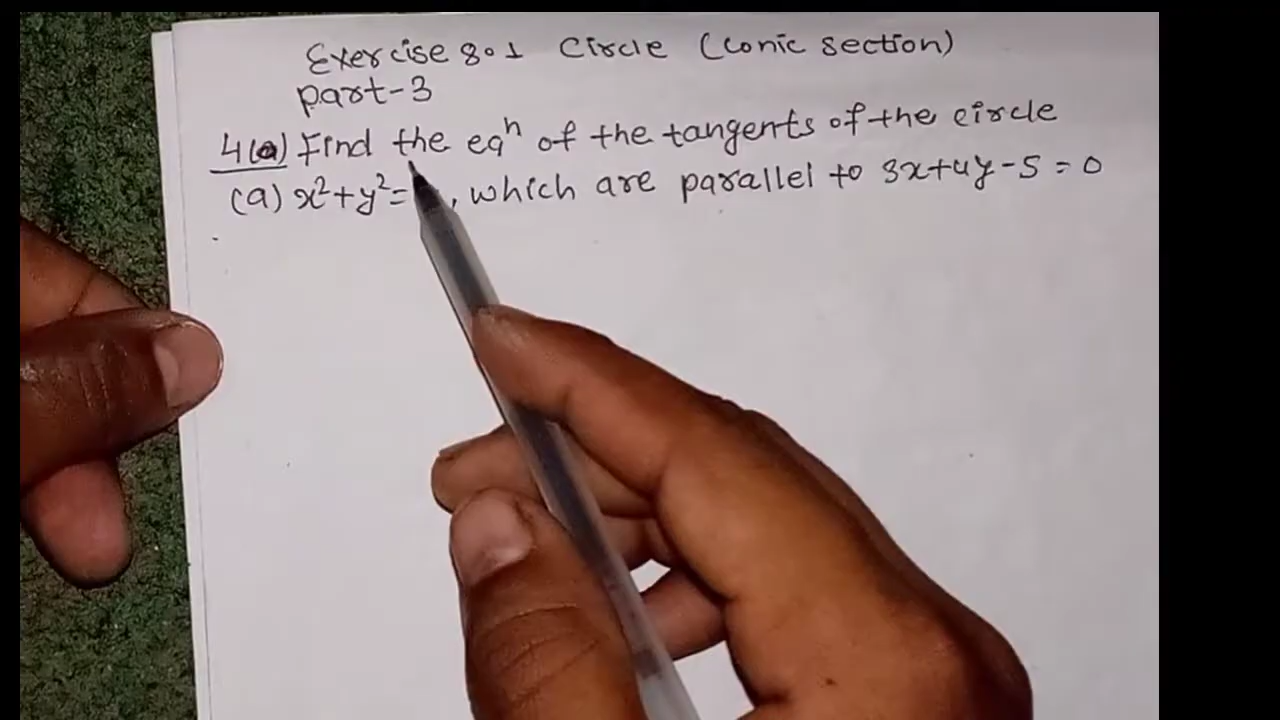 Exercise 8.1 Circle (Conic section)
part-3
4(a) Find the eqⁿ of the tangents of the circle
(a) x²+y²= , which are parallel to 3x+4y-5=0